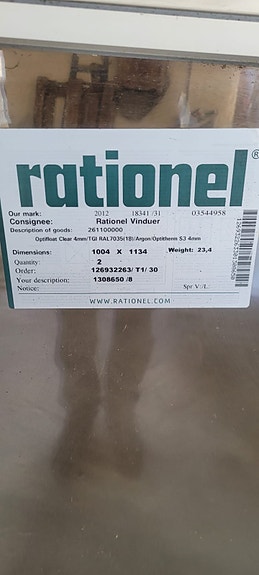 rationel®
Our mark: 2012 18341 /31 03544958
Consignee: Rationel Vinduer
Description of goods: 261100000
Optifloat Clear 4mm/TGI RAL7035(18)/Argon/Optitherm S3 4mm
Dimensions: 1004 X 1134 Weight: 23,4
Quantity: 2
Order: 126932263/ T1/ 30
Your description: 1308650 /8
Notice: Spr V:/L:
WWW.RATIONEL.COM